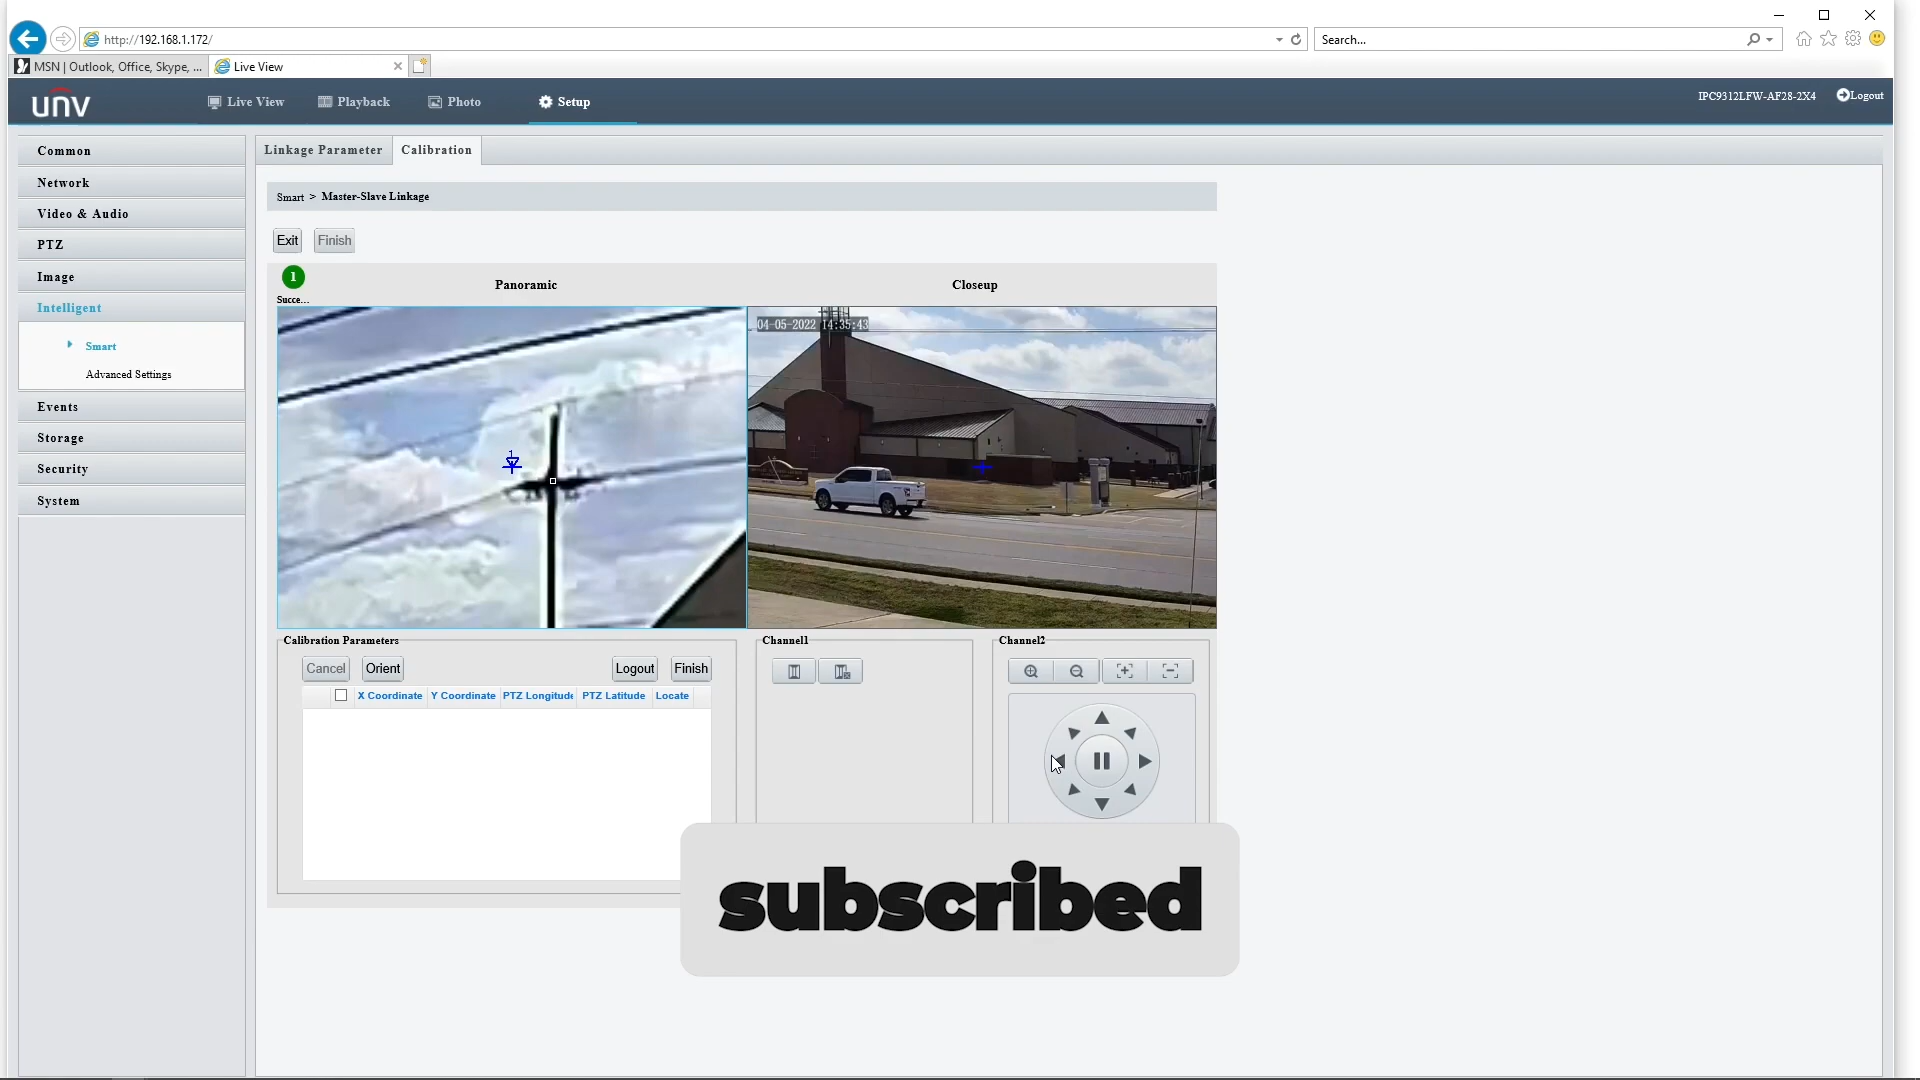 http://192.168.1.172/
Search...
MSN | Outlook, Office, Skype, ...
Live View
unv
Live View
Playback
Photo
Setup
IPC9312LFW-AF28-2X4
Logout
Common
Network
Video & Audio
PTZ
Image
Intelligent
Smart
Advanced Settings
Events
Storage
Security
System
Linkage Parameter
Calibration
Smart > Master-Slave Linkage
Exit
Finish
1
Succe...
Panoramic
Closeup
1
04-05-2022 14:35:43
Calibration Parameters
Cancel
Orient
Logout
Finish
X Coordinate
Y Coordinate
PTZ Longitude
PTZ Latitude
Locate
Channel1
Channel2
subscribed